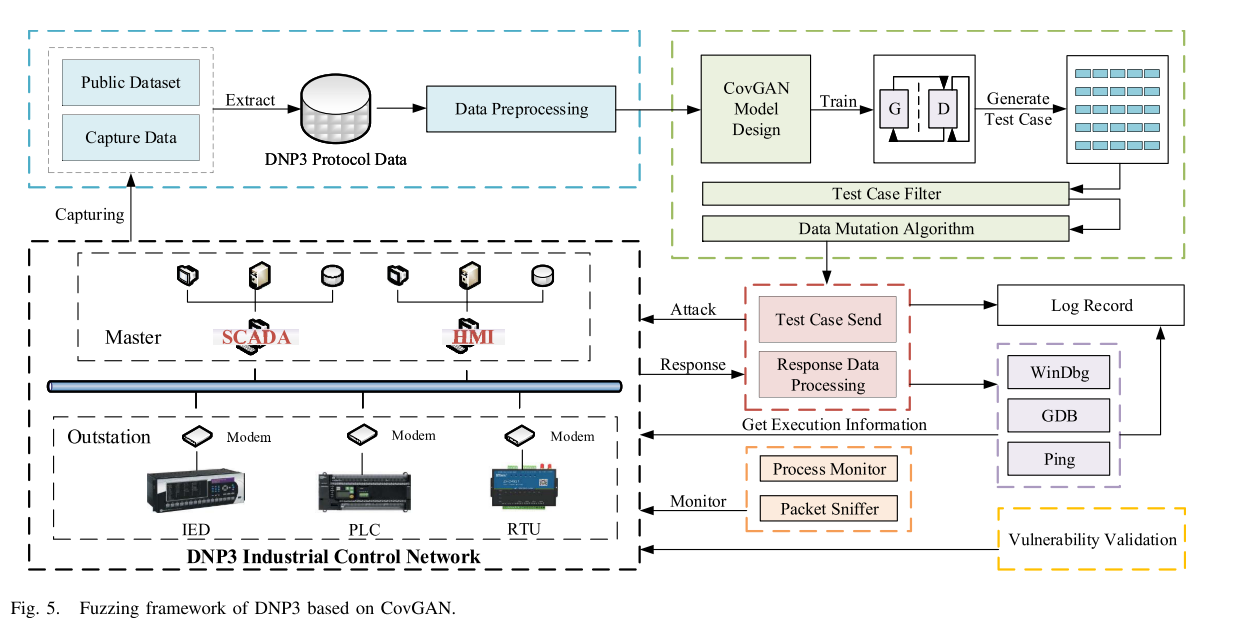 Public Dataset
Capture Data
Extract
DNP3 Protocol Data
Data Preprocessing
CovGAN
Model
Design
Train
G
D
Generate
Test Case
Test Case Filter
Data Mutation Algorithm
Capturing
Master
SCADA
HMI
Attack
Response
Test Case Send
Response Data
Processing
Log Record
WinDbg
GDB
Ping
Get Execution Information
Outstation
Modem
Modem
Modem
IED
PLC
RTU
DNP3 Industrial Control Network
Monitor
Process Monitor
Packet Sniffer
Vulnerability Validation
Fig. 5. Fuzzing framework of DNP3 based on CovGAN.